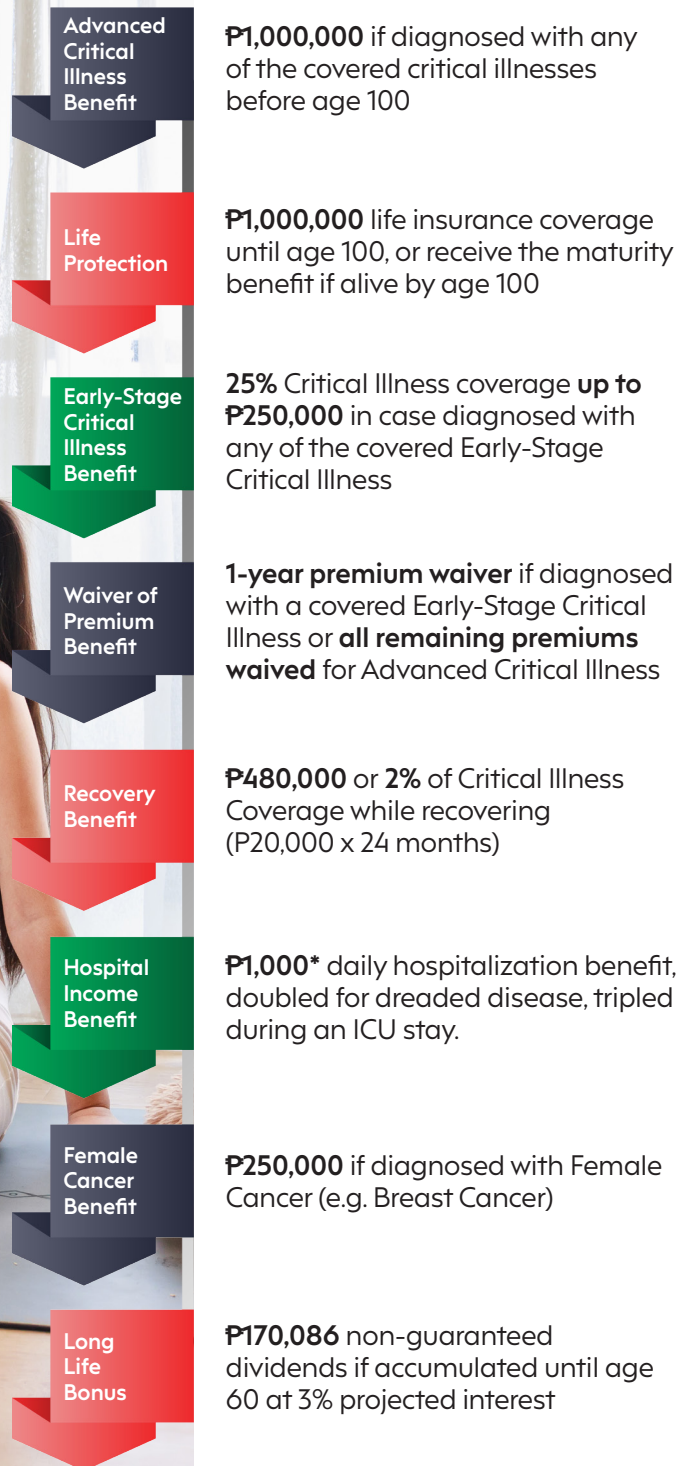 Advanced
Critical
Illness
Benefit
₱1,000,000 if diagnosed with any
of the covered critical illnesses
before age 100
Life
Protection
₱1,000,000 life insurance coverage
until age 100, or receive the maturity
benefit if alive by age 100
Early-Stage
Critical
Illness
Benefit
25% Critical Illness coverage up to
₱250,000 in case diagnosed with
any of the covered Early-Stage
Critical Illness
Waiver of
Premium
Benefit
1-year premium waiver if diagnosed
with a covered Early-Stage Critical
Illness or all remaining premiums
waived for Advanced Critical Illness
Recovery
Benefit
₱480,000 or 2% of Critical Illness
Coverage while recovering
(P20,000 x 24 months)
Hospital
Income
Benefit
₱1,000* daily hospitalization benefit,
doubled for dreaded disease, tripled
during an ICU stay.
Female
Cancer
Benefit
₱250,000 if diagnosed with Female
Cancer (e.g. Breast Cancer)
Long
Life
Bonus
₱170,086 non-guaranteed
dividends if accumulated until age
60 at 3% projected interest